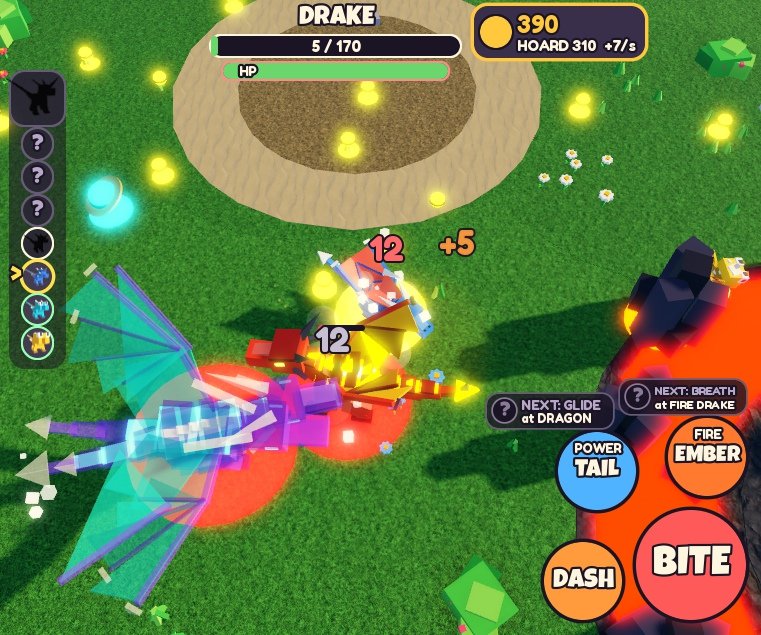 DRAKE
5 / 170
HP
390
HOARD 310 +7/s
?
?
?
>
12
+5
12
? NEXT: GLIDE
at DRAGON
? NEXT: BREATH
at FIRE DRAKE
POWER
TAIL
FIRE
EMBER
DASH
BITE